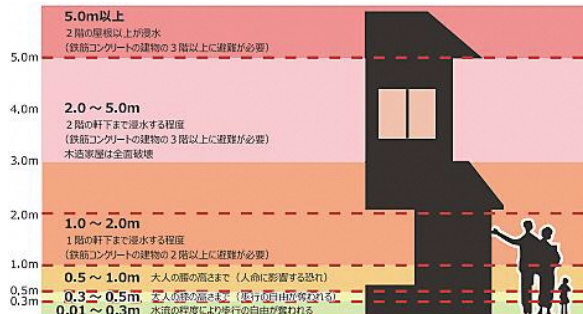 5.0m以上
2階の屋根以上が浸水
(鉄筋コンクリートの建物の3階以上に避難が必要)
5.0m
4.0m
2.0～5.0m
2階の軒下まで浸水する程度
(鉄筋コンクリートの建物の3階以上に避難が必要)
木造家屋は全面破壊
3.0m
2.0m
1.0～2.0m
1階の軒下まで浸水する程度
(鉄筋コンクリートの建物の2階以上に避難が必要)
1.0m
0.5～1.0m 大人の腰の高さまで（人命に影響する恐れ）
0.5m
0.3～0.5m 大人の膝の高さまで（歩行の自由が奪われる）
0.3m
0.01～0.3m 水流の程度により歩行の自由が奪われる